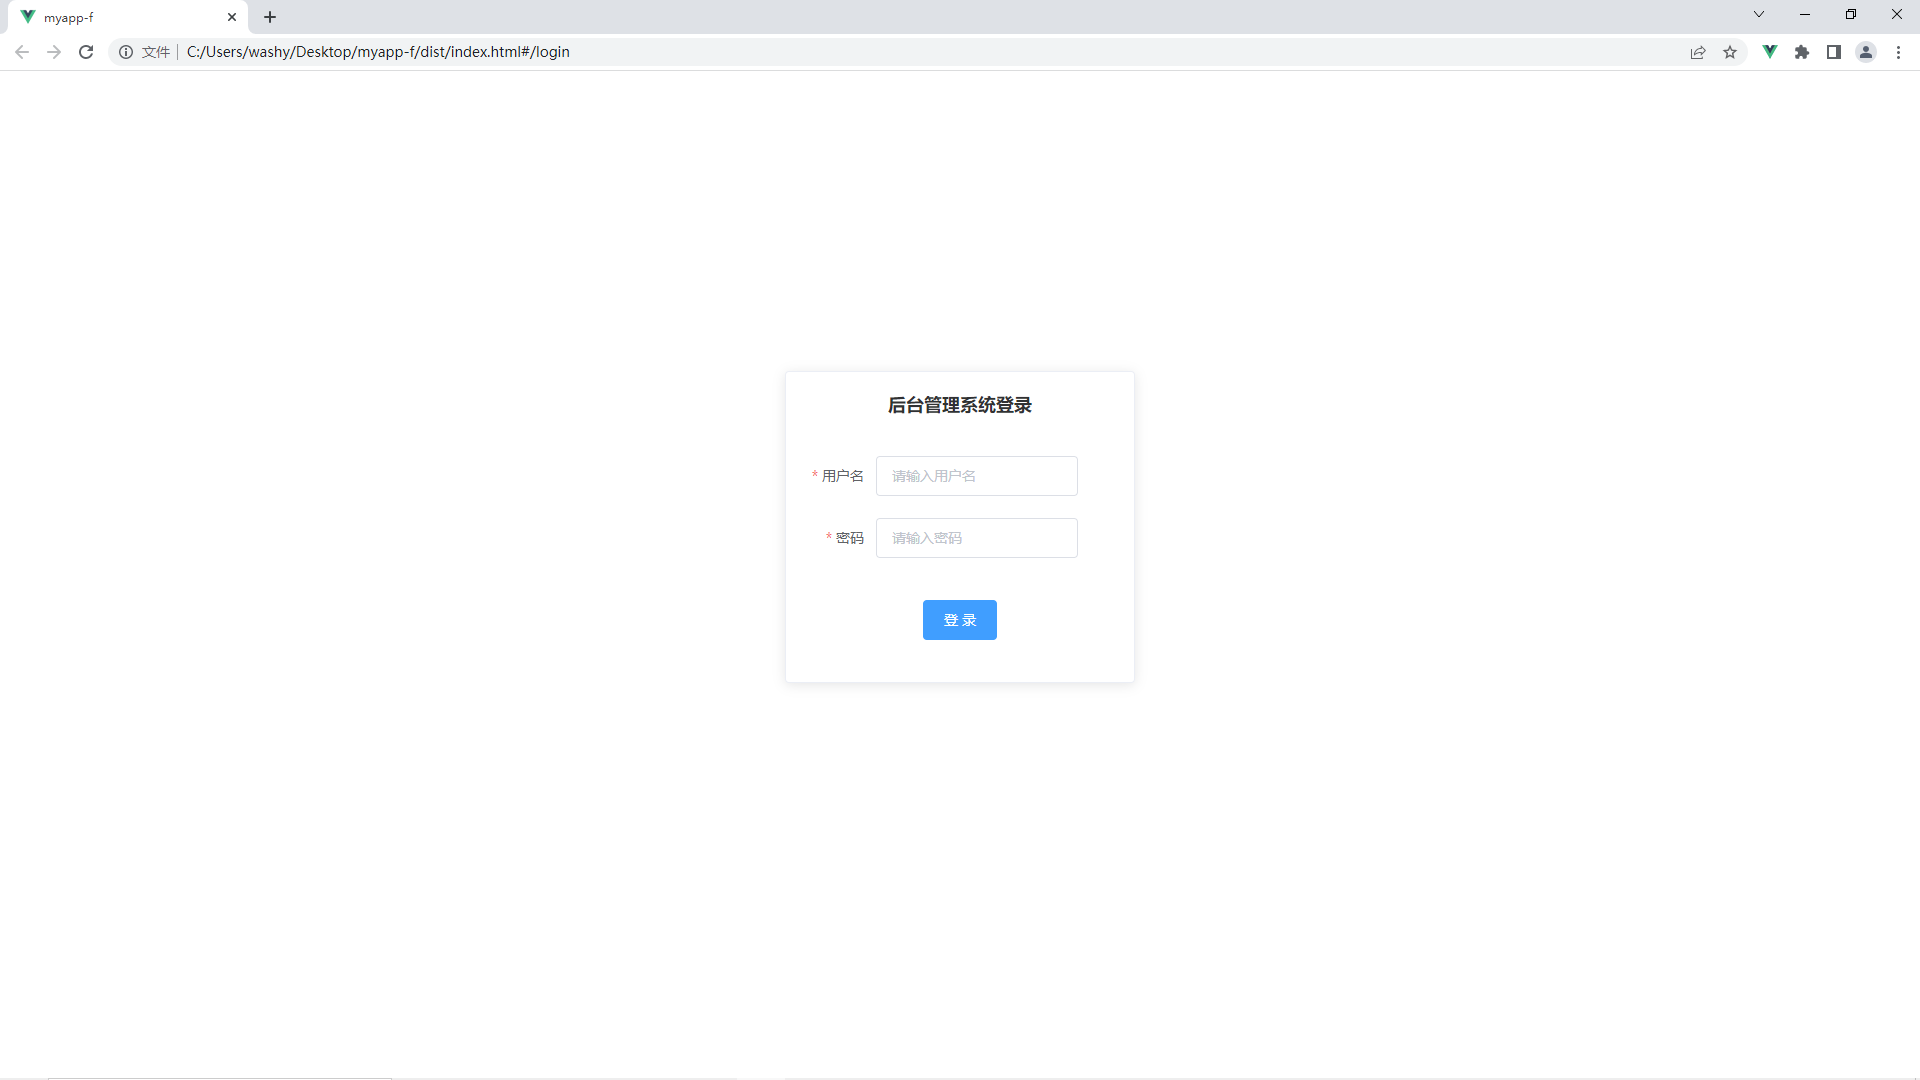 myapp-f
文件 C:/Users/washy/Desktop/myapp-f/dist/index.html#/login
后台管理系统登录
* 用户名 请输入用户名
* 密码 请输入密码
登 录